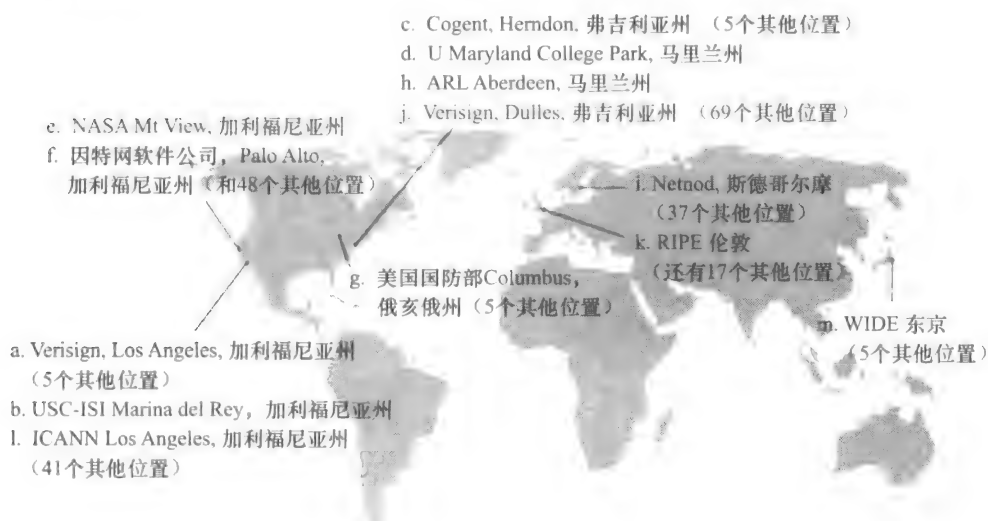 c. Cogent, Herndon, 弗吉利亚州 （5个其他位置）
d. U Maryland College Park, 马里兰州
h. ARL Aberdeen, 马里兰州
j. Verisign, Dulles, 弗吉利亚州 （69个其他位置）
e. NASA Mt View, 加利福尼亚州
f. 因特网软件公司，Palo Alto,
加利福尼亚州（和48个其他位置）
i. Netnod, 斯德哥尔摩
（37个其他位置）
k. RIPE 伦敦
（还有17个其他位置）
g. 美国国防部Columbus，
俄亥俄州（5个其他位置）
m. WIDE 东京
（5个其他位置）
a. Verisign, Los Angeles, 加利福尼亚州
（5个其他位置）
b. USC-ISI Marina del Rey，加利福尼亚州
l. ICANN Los Angeles, 加利福尼亚州
（41个其他位置）